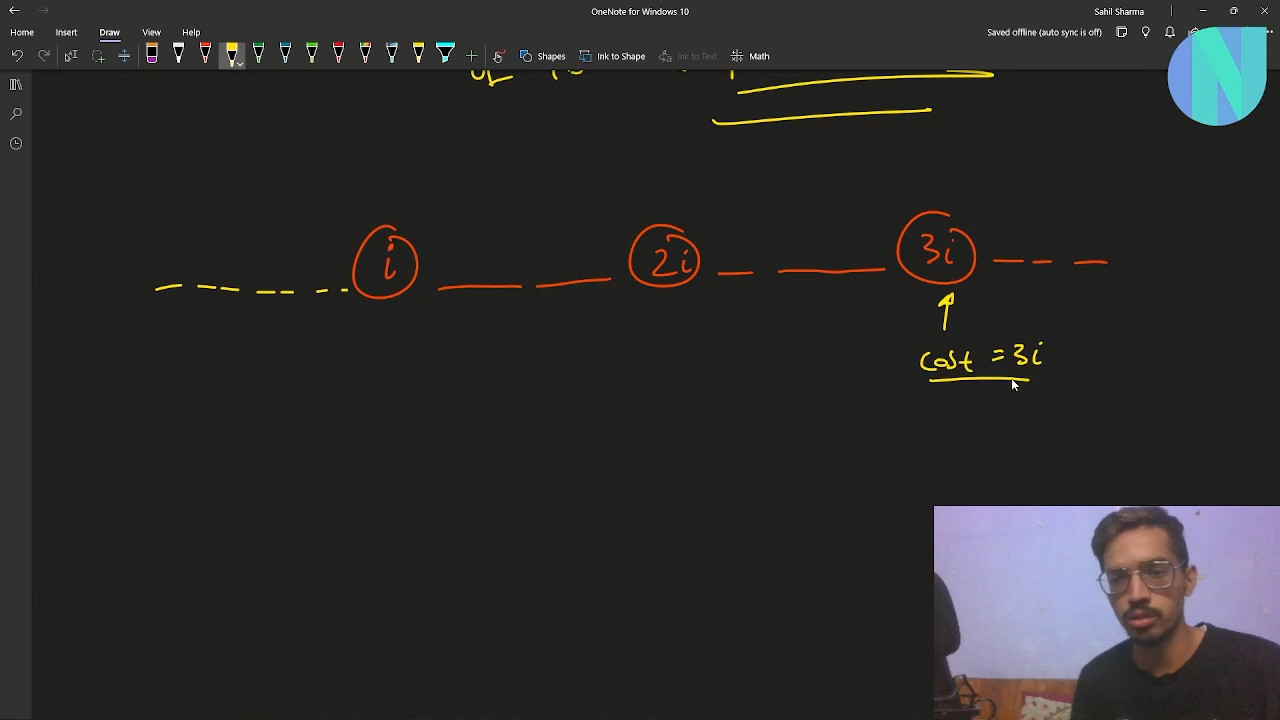 OneNote for Windows 10
Sahil Sharma
Home Insert Draw View Help
Saved offline (auto sync is off)
Shapes Ink to Shape Ink to Text Math
i 2i 3i
cost = 3i
N